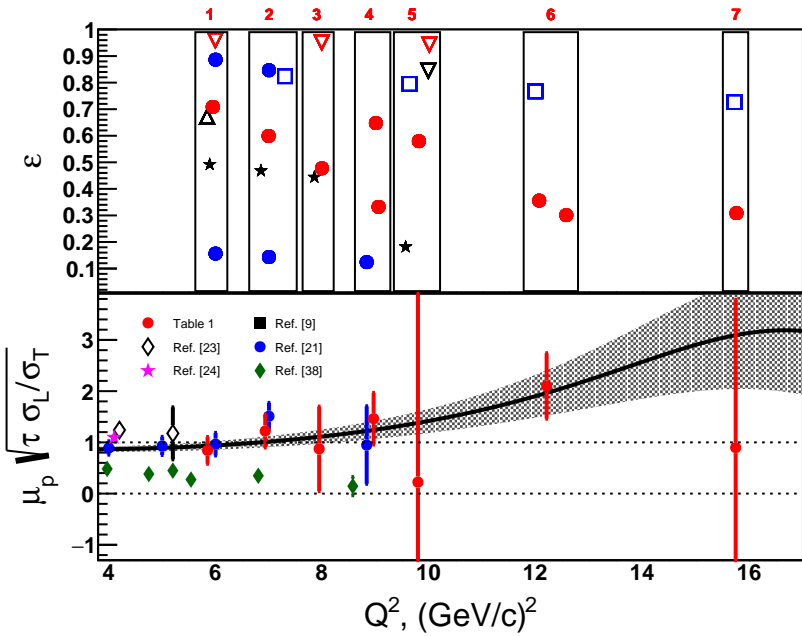 1 2 3 4 5 6 7
ε
0.9
0.8
0.7
0.6
0.5
0.4
0.3
0.2
0.1
μp √τ σL/σT
3
2
1
0
−1
Table 1
Ref. [9]
Ref. [23]
Ref. [21]
Ref. [24]
Ref. [38]
4 6 8 10 12 14 16
Q², (GeV/c)²